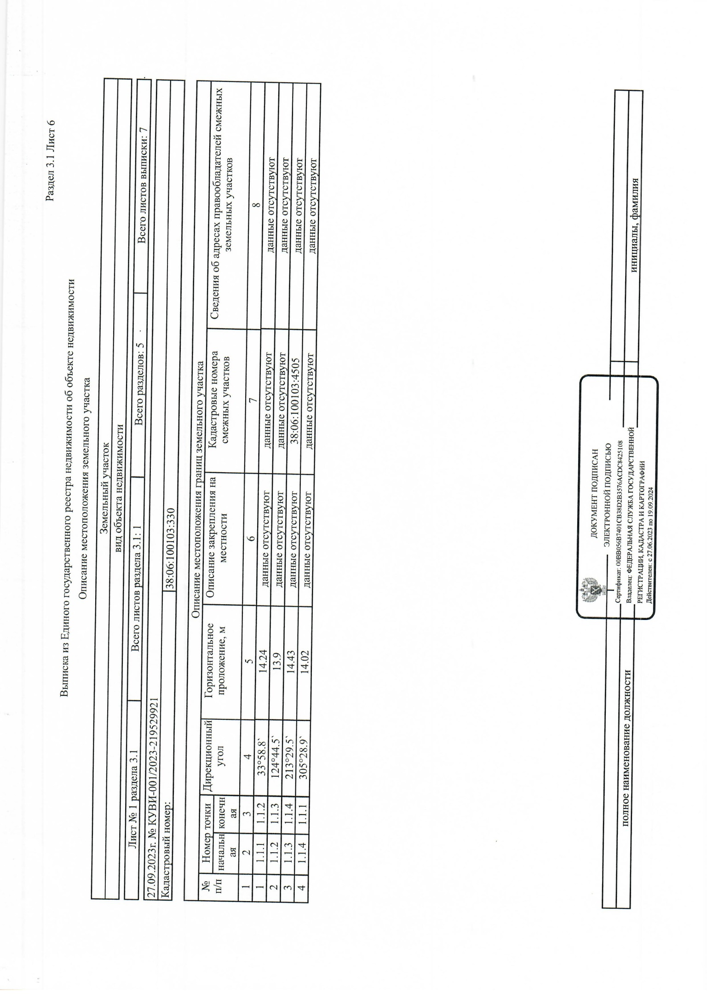 Раздел 3.1 Лист 6
Выписка из Единого государственного реестра недвижимости об объекте недвижимости
Описание местоположения земельного участка
Земельный участок
вид объекта недвижимости
Лист № 1 раздела 3.1 Всего листов раздела 3.1: 1 Всего разделов: 5 Всего листов выписки: 7
27.09.2023г. № КУВИ-001/2023-219529921
Кадастровый номер: 38:06:100103:330
Описание местоположения границ земельного участка
№ п/п Номер точки Дирекционный угол Горизонтальное проложение, м Описание закрепления на местности Кадастровые номера смежных участков Сведения об адресах правообладателей смежных земельных участков
начальная конечная
1 2 3 4 5 6 7 8
1 1.1.1 1.1.2 33°58.8` 14.24 данные отсутствуют данные отсутствуют данные отсутствуют
2 1.1.2 1.1.3 124°44.5` 13.9 данные отсутствуют данные отсутствуют данные отсутствуют
3 1.1.3 1.1.4 213°29.5` 14.43 данные отсутствуют 38:06:100103:4505 данные отсутствуют
4 1.1.4 1.1.1 305°28.9` 14.02 данные отсутствуют данные отсутствуют данные отсутствуют
ДОКУМЕНТ ПОДПИСАН
ЭЛЕКТРОННОЙ ПОДПИСЬЮ
Сертификат: 00BB056B7401CB38D2B3576ACDC8425108
Владелец: ФЕДЕРАЛЬНАЯ СЛУЖБА ГОСУДАРСТВЕННОЙ
РЕГИСТРАЦИИ, КАДАСТРА И КАРТОГРАФИИ
Действителен: с 27.06.2023 по 19.09.2024
полное наименование должности
инициалы, фамилия